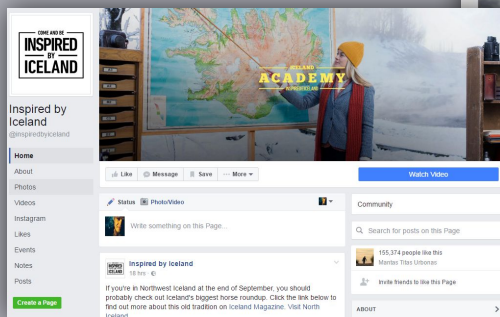 COME AND BE
INSPIRED
BY
ICELAND
ICELAND
ACADEMY
INSPIREDBYICELAND
Inspired by
Iceland
@inspiredbyiceland
Home
About
Photos
Videos
Instagram
Likes
Events
Notes
Posts
Create a Page
Like Message Save ··· More
Watch Video
Status Photo/Video
Write something on this Page...
Inspired by Iceland
18 hrs ·
If you're in Northwest Iceland at the end of September, you should
probably check out Iceland's biggest horse roundup. Click the link below to
find out more about this old tradition on Iceland Magazine. Visit North
Iceland
Community
Search for posts on this Page
155,374 people like this
Mantas Titas Urbonas
Invite friends to like this Page
ABOUT